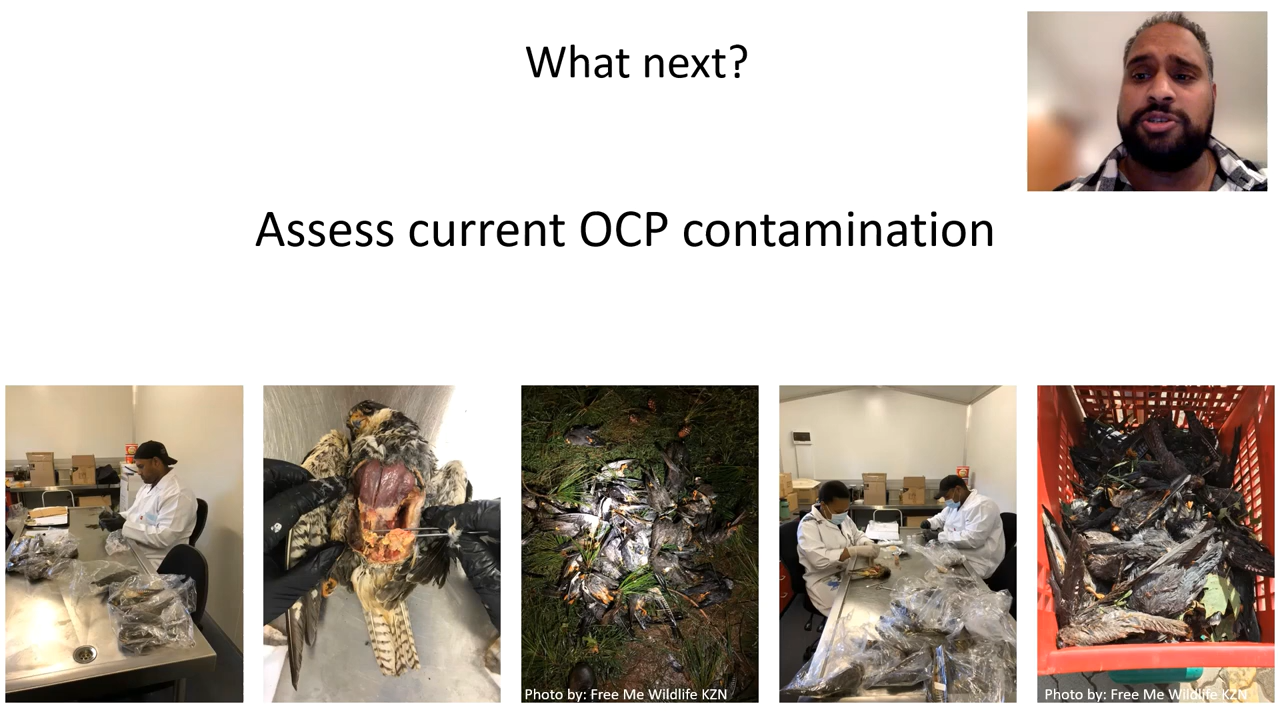 What next?
Assess current OCP contamination
Photo by: Free Me Wildlife KZN
Photo by: Free Me Wildlife KZN